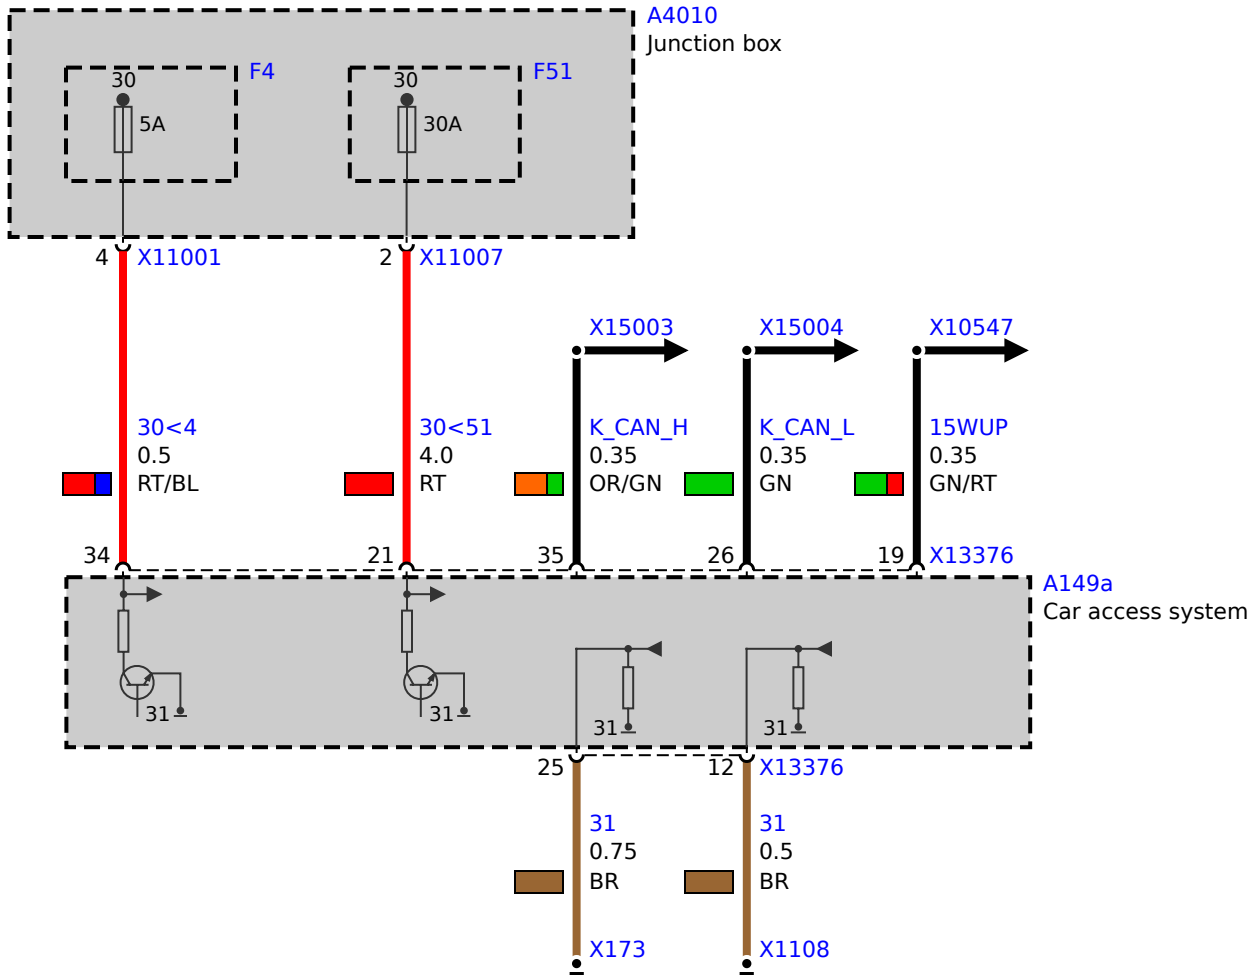 A4010
Junction box
F4
F51
30
30
5A
30A
4
X11001
2
X11007
X15003
X15004
X10547
30<4
0.5
RT/BL
30<51
4.0
RT
K_CAN_H
0.35
OR/GN
K_CAN_L
0.35
GN
15WUP
0.35
GN/RT
34
21
35
26
19
X13376
A149a
Car access system
31
31
31
31
25
12
X13376
31
0.75
BR
31
0.5
BR
X173
X1108